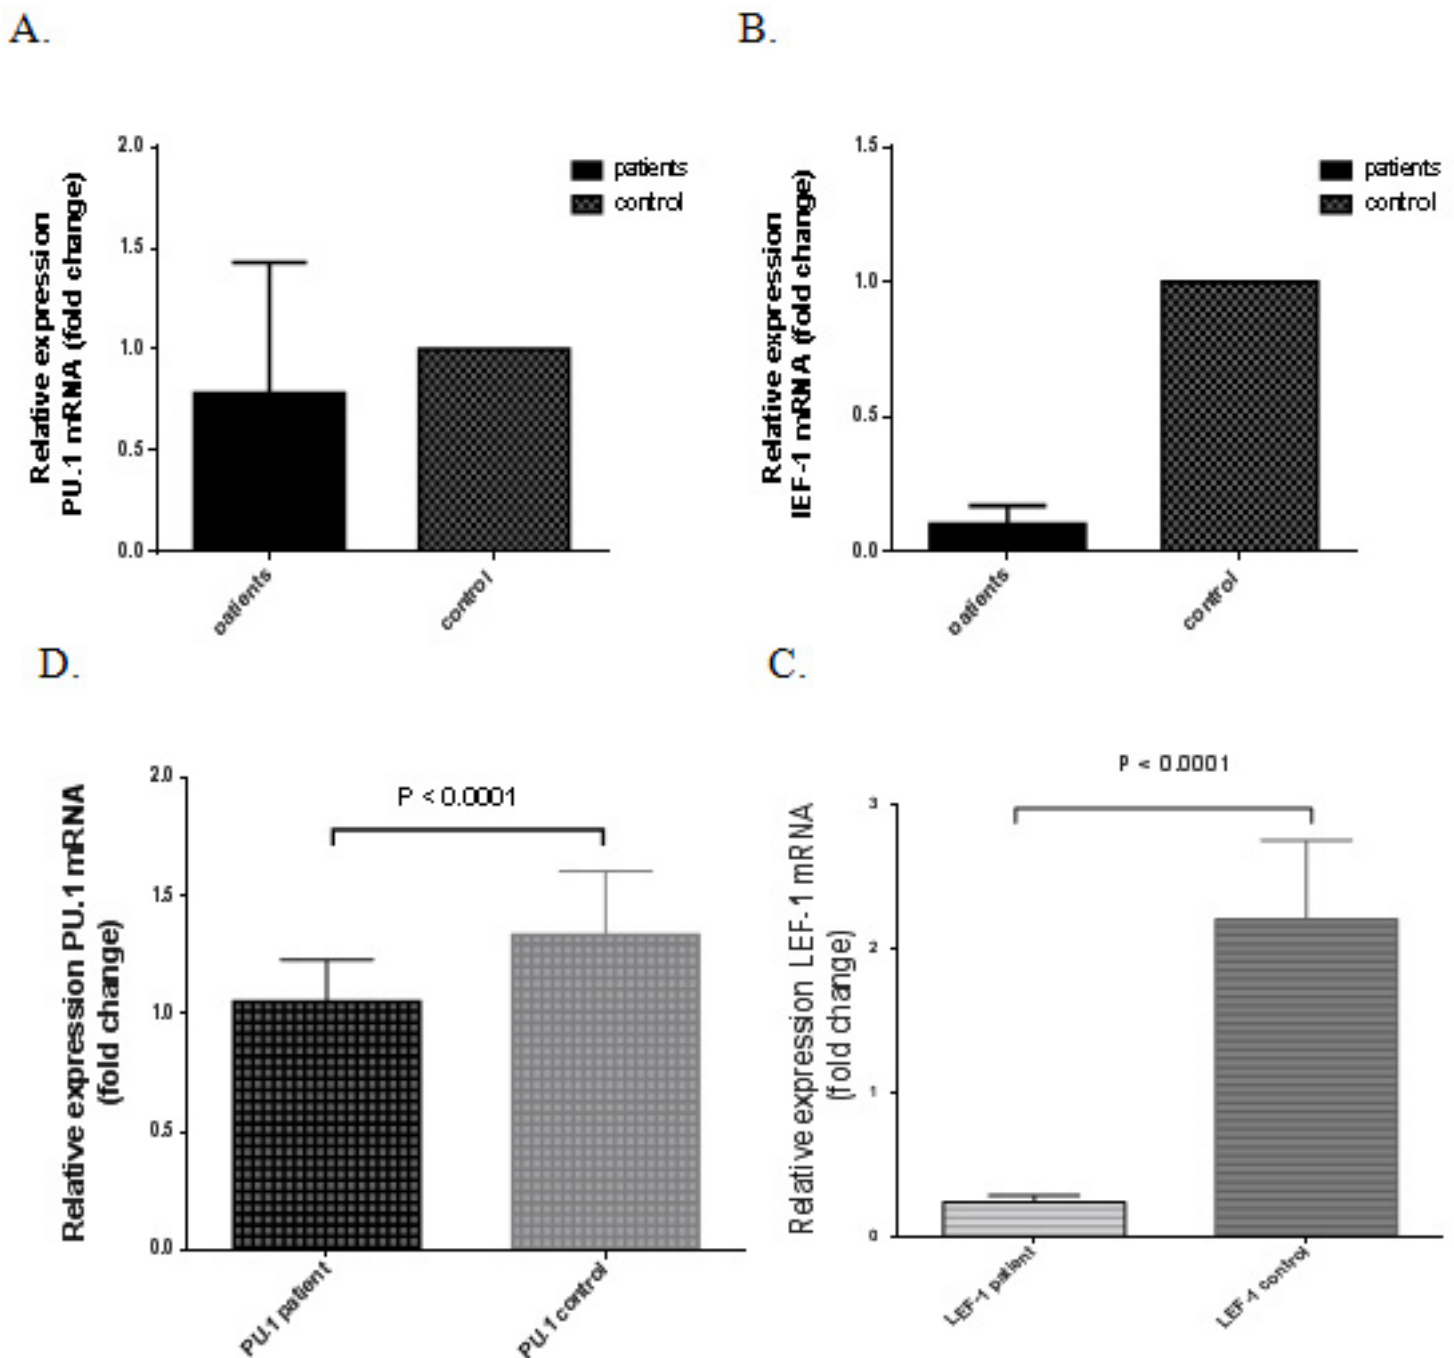 A.
Relative expression
PU.1 mRNA (fold change)
2.0
1.5
1.0
0.5
0.0
patients
control
patients
control
B.
Relative expression
lEF-1 mRNA (fold change)
1.5
1.0
0.5
0.0
patients
control
patients
control
D.
Relative expression PU.1 mRNA
(fold change)
2.0
1.5
1.0
0.5
0.0
P < 0.0001
PU.1 patient
PU.1 control
C.
Relative expression LEF-1 mRNA
(fold change)
3
2
1
0
P < 0.0001
LEF-1 patient
LEF-1 control